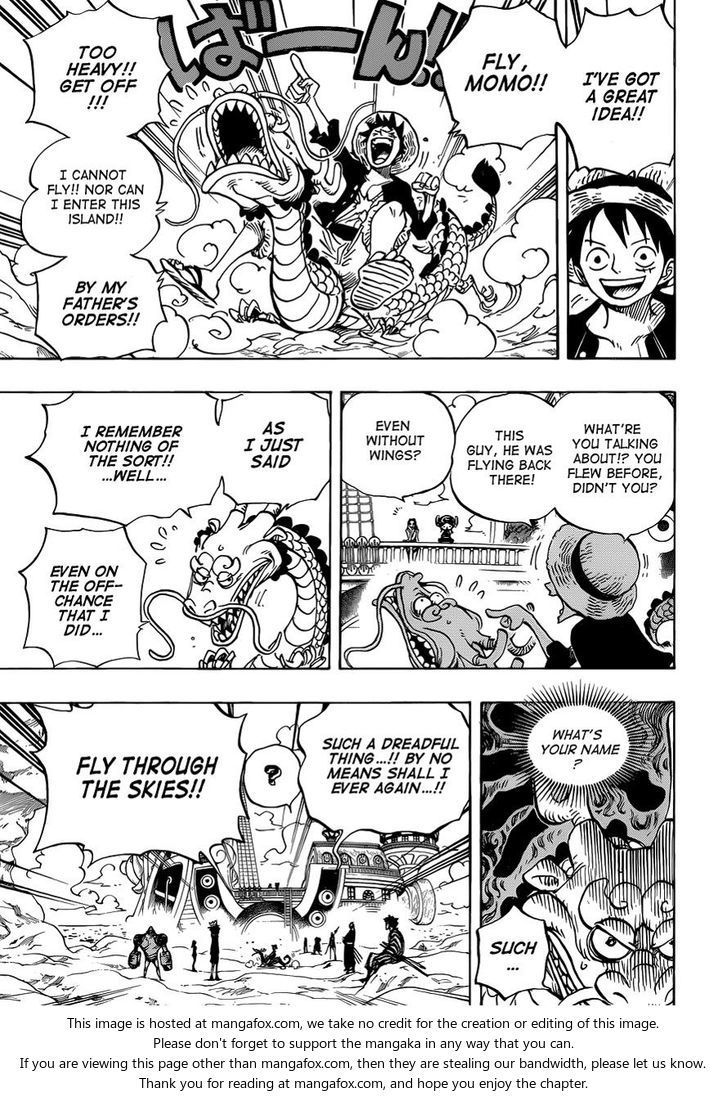 I'VE GOT
A GREAT
IDEA!!
FLY,
MOMO!!
ばーん!
TOO
HEAVY!!
GET OFF
!!!
I CANNOT
FLY!! NOR CAN
I ENTER THIS
ISLAND!!
BY MY
FATHER'S
ORDERS!!
WHAT'RE
YOU TALKING
ABOUT!? YOU
FLEW BEFORE,
DIDN'T YOU?
THIS
GUY, HE WAS
FLYING BACK
THERE!
EVEN
WITHOUT
WINGS?
AS
I JUST
SAID
I REMEMBER
NOTHING OF
THE SORT!!
...WELL...
EVEN ON
THE OFF-
CHANCE
THAT I
DID...
WHAT'S
YOUR NAME
?
SUCH
...
SUCH A DREADFUL
THING...!! BY NO
MEANS SHALL I
EVER AGAIN...!!
?
FLY THROUGH
THE SKIES!!
This image is hosted at mangafox.com, we take no credit for the creation or editing of this image.
Please don't forget to support the mangaka in any way that you can.
If you are viewing this page other than mangafox.com, then they are stealing our bandwidth, please let us know.
Thank you for reading at mangafox.com, and hope you enjoy the chapter.